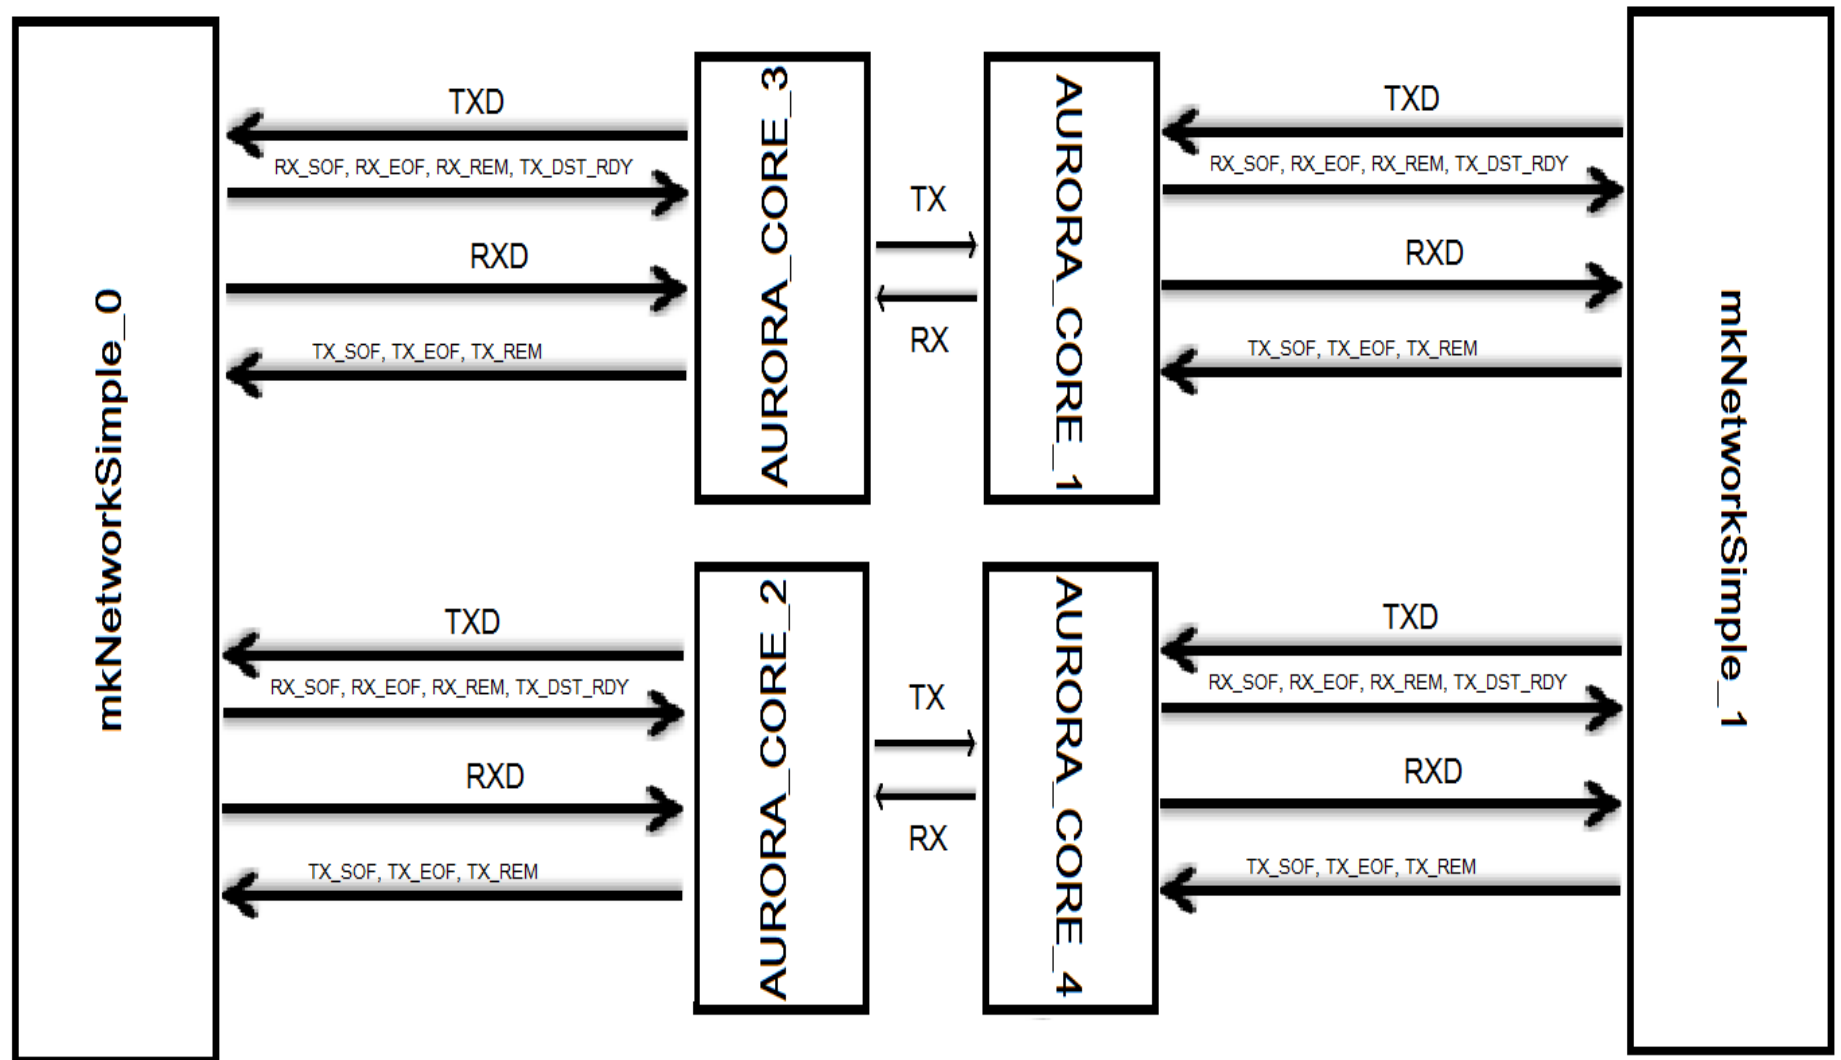 mkNetworkSimple_0
TXD
RX_SOF, RX_EOF, RX_REM, TX_DST_RDY
RXD
TX_SOF, TX_EOF, TX_REM
AURORA_CORE_3
TX
RX
AURORA_CORE_1
TXD
RX_SOF, RX_EOF, RX_REM, TX_DST_RDY
RXD
TX_SOF, TX_EOF, TX_REM
mkNetworkSimple_1
TXD
RX_SOF, RX_EOF, RX_REM, TX_DST_RDY
RXD
TX_SOF, TX_EOF, TX_REM
AURORA_CORE_2
TX
RX
AURORA_CORE_4
TXD
RX_SOF, RX_EOF, RX_REM, TX_DST_RDY
RXD
TX_SOF, TX_EOF, TX_REM